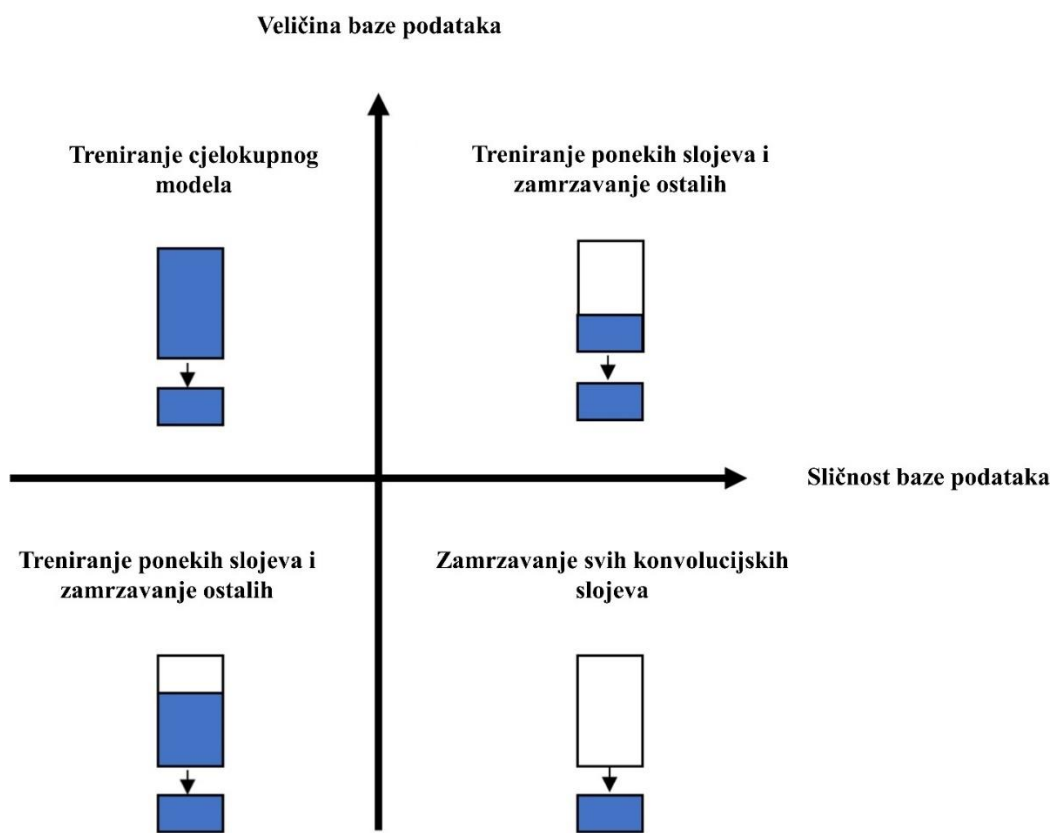 Veličina baze podataka
Treniranje cjelokupnog
modela
Treniranje ponekih slojeva i
zamrzavanje ostalih
Sličnost baze podataka
Treniranje ponekih slojeva i
zamrzavanje ostalih
Zamrzavanje svih konvolucijskih
slojeva